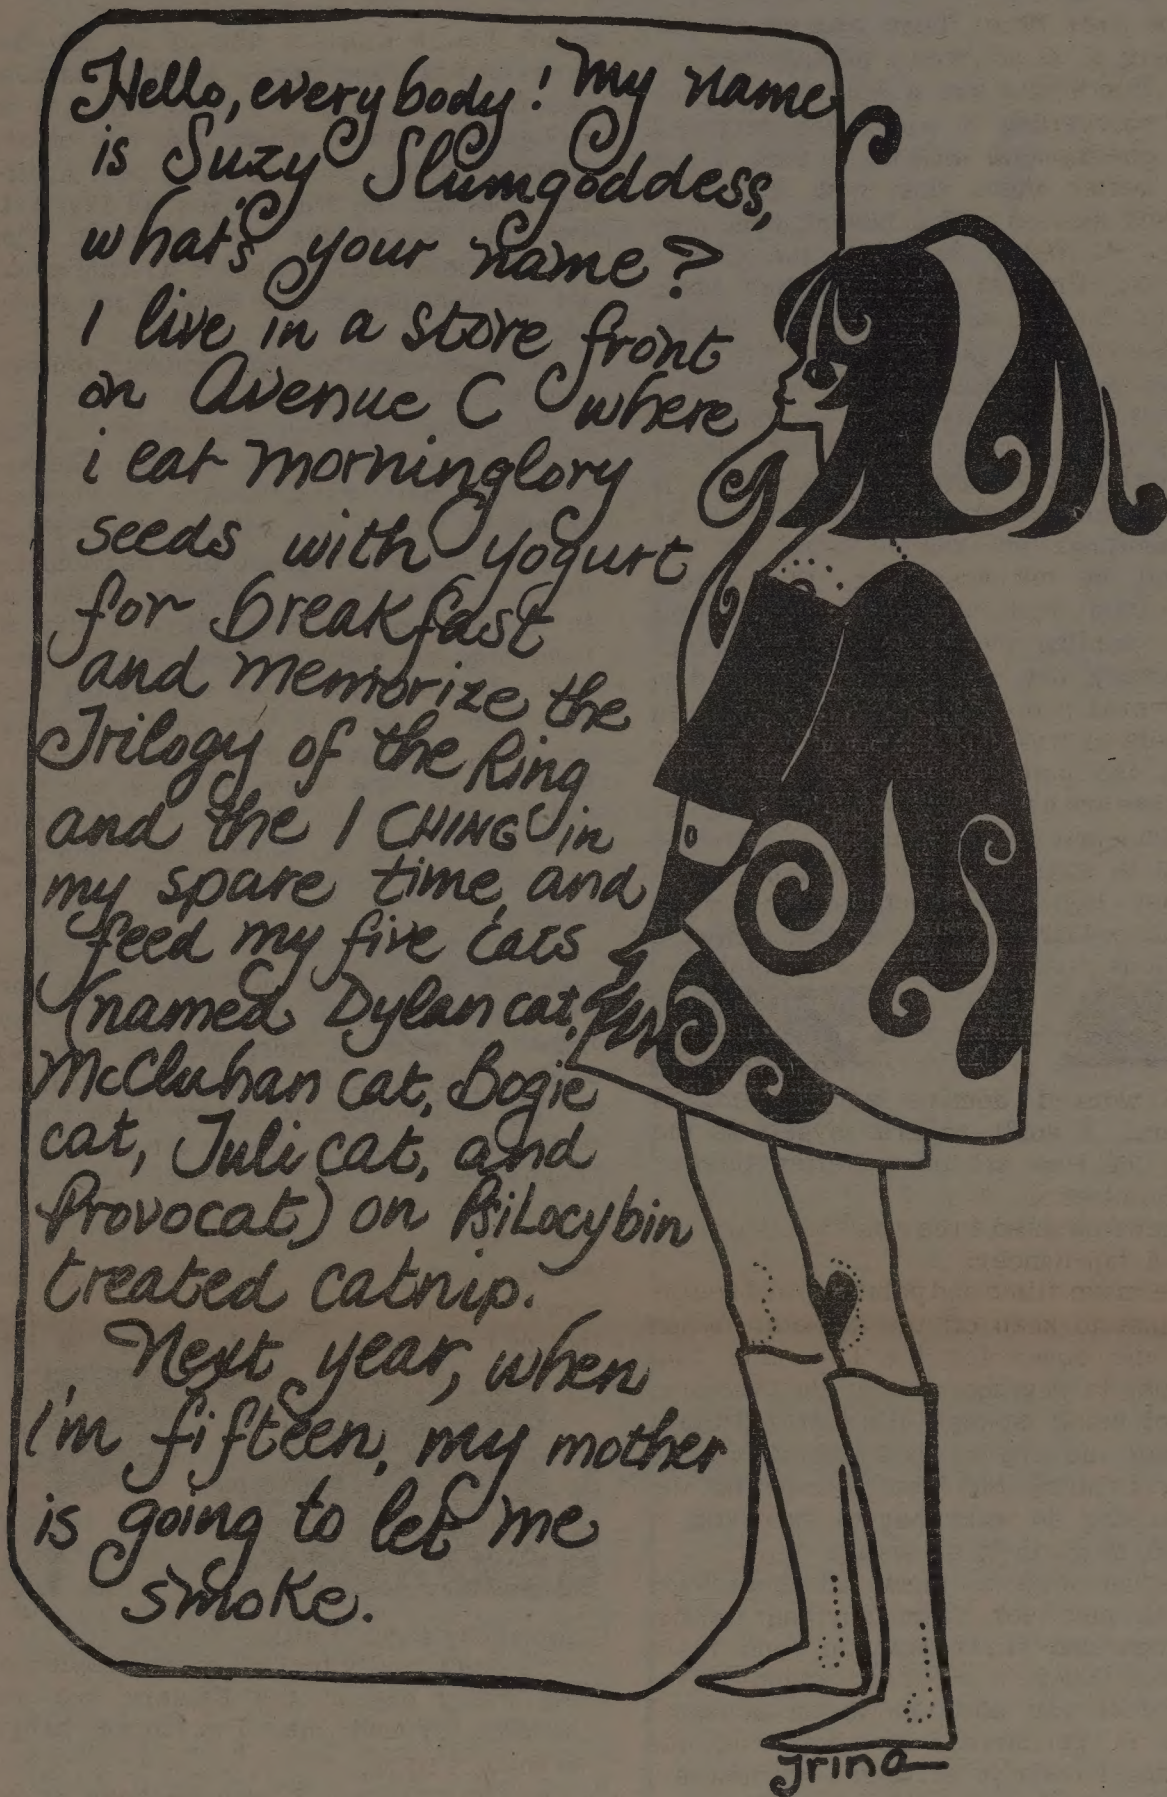 Hello, everybody! My name
is Suzy Slumgoddess,
what's your name?
I live in a store front
on Avenue C where
i eat morninglory
seeds with yogurt
for breakfast
and memorize the
Trilogy of the Ring
and the I CHING in
my spare time, and
feed my five cats
(named Dylan cat,
McCluhan cat, Bogie
cat, Juli cat, and
Provocat) on PsiLocybin
treated catnip.
Next year, when
I'm fifteen, my mother
is going to let me
smoke.
Irina